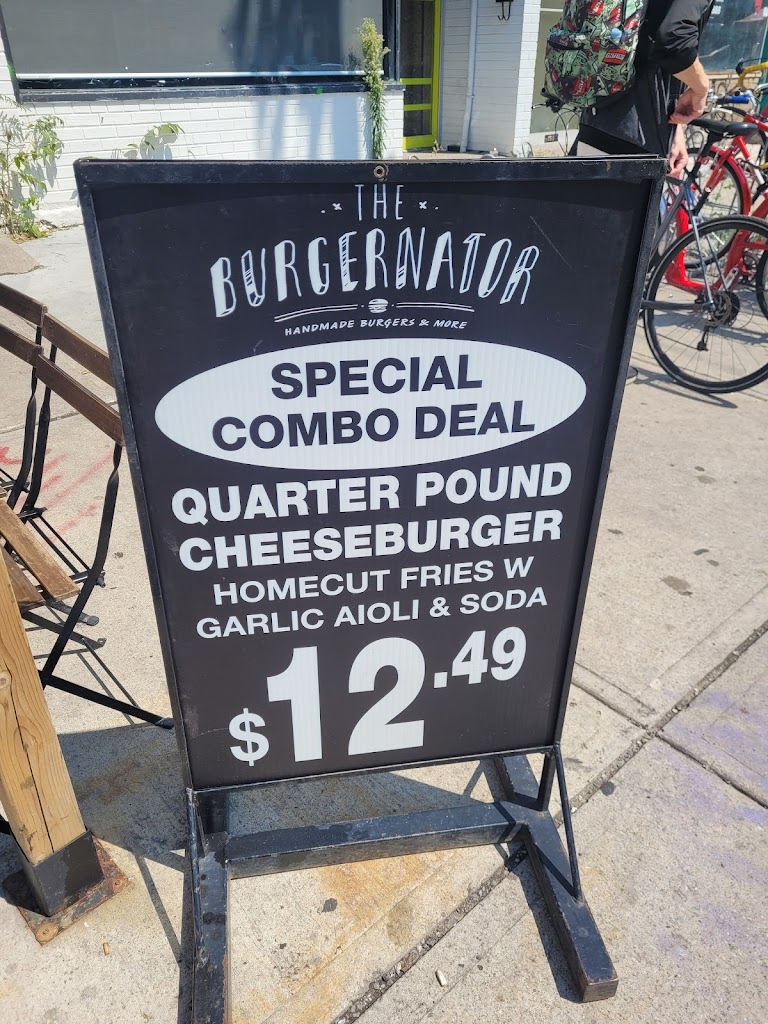 THE
BURGERNATOR
HANDMADE BURGERS & MORE
SPECIAL
COMBO DEAL
QUARTER POUND
CHEESEBURGER
HOMECUT FRIES W
GARLIC AIOLI & SODA
$12.49